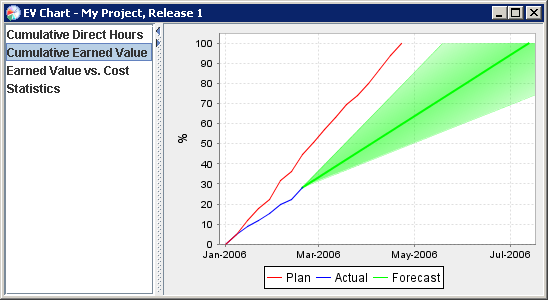 EV Chart - My Project, Release 1
Cumulative Direct Hours
Cumulative Earned Value
Earned Value vs. Cost
Statistics
100
90
80
70
60
50
40
30
20
10
0
%
Jan-2006 Mar-2006 May-2006 Jul-2006
Plan Actual Forecast